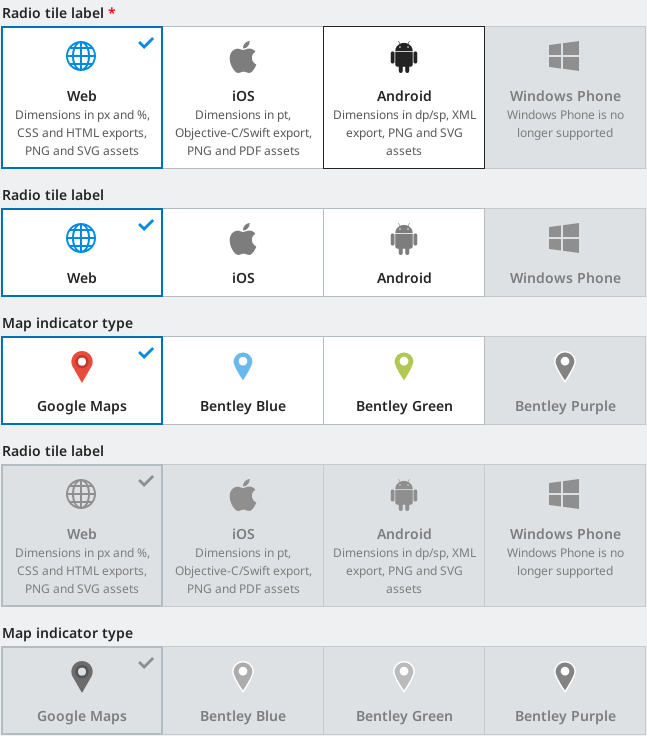 Radio tile label *
Web
Dimensions in px and %,
CSS and HTML exports,
PNG and SVG assets
iOS
Dimensions in pt,
Objective-C/Swift export,
PNG and PDF assets
Android
Dimensions in dp/sp, XML
export, PNG and SVG
assets
Windows Phone
Windows Phone is no
longer supported
Radio tile label
Web
iOS
Android
Windows Phone
Map indicator type
Google Maps
Bentley Blue
Bentley Green
Bentley Purple
Radio tile label
Web
Dimensions in px and %,
CSS and HTML exports,
PNG and SVG assets
iOS
Dimensions in pt,
Objective-C/Swift export,
PNG and PDF assets
Android
Dimensions in dp/sp, XML
export, PNG and SVG
assets
Windows Phone
Windows Phone is no
longer supported
Map indicator type
Google Maps
Bentley Blue
Bentley Green
Bentley Purple